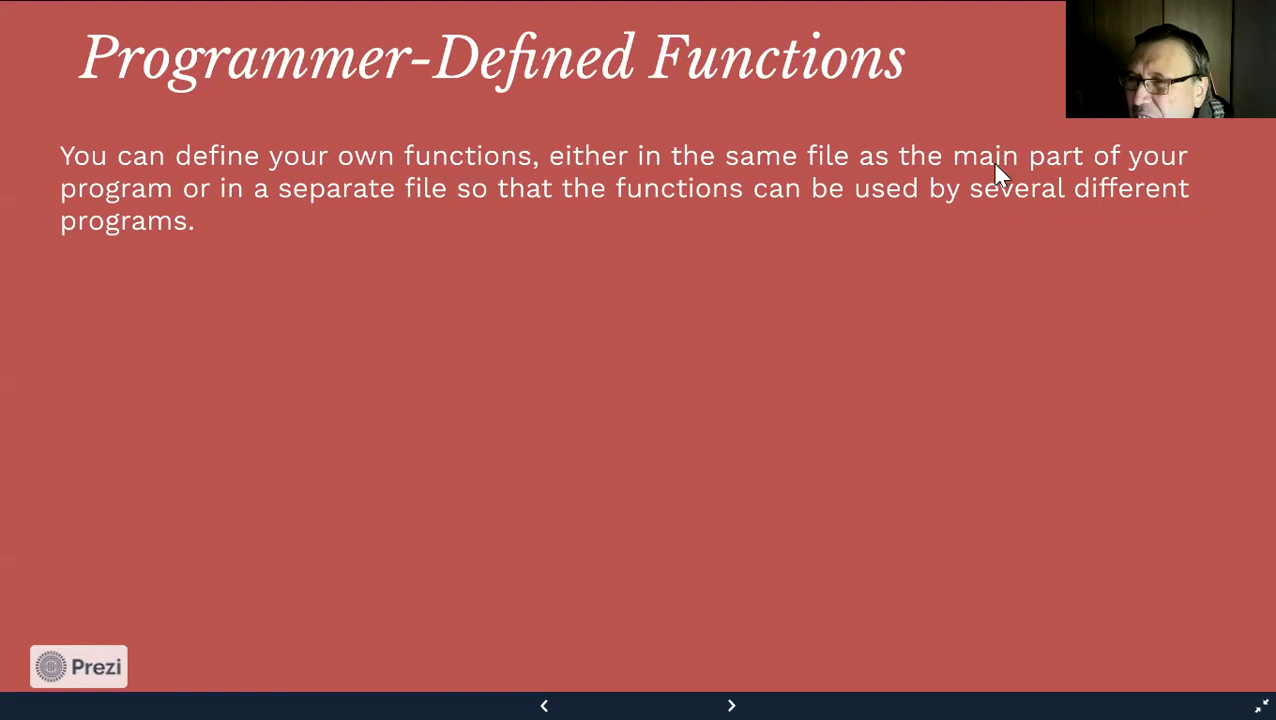 Programmer-Defined Functions
You can define your own functions, either in the same file as the main part of your
program or in a separate file so that the functions can be used by several different
programs.
Prezi